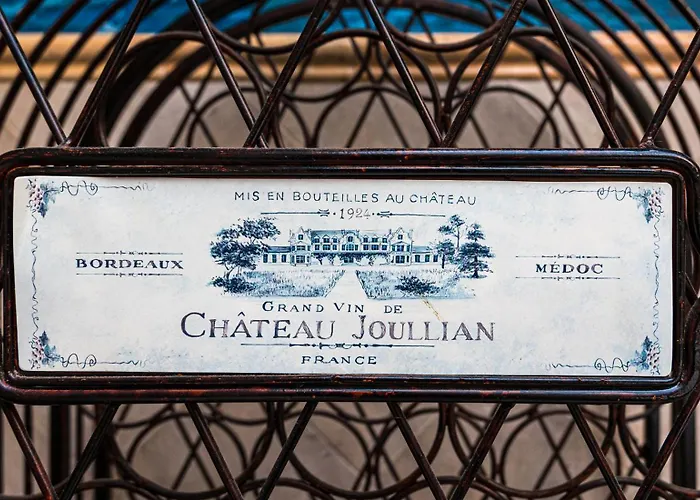 MIS EN BOUTEILLES AU CHÂTEAU
1924
BORDEAUX
MÉDOC
GRAND VIN DE
CHÂTEAU JOULLIAN
FRANCE